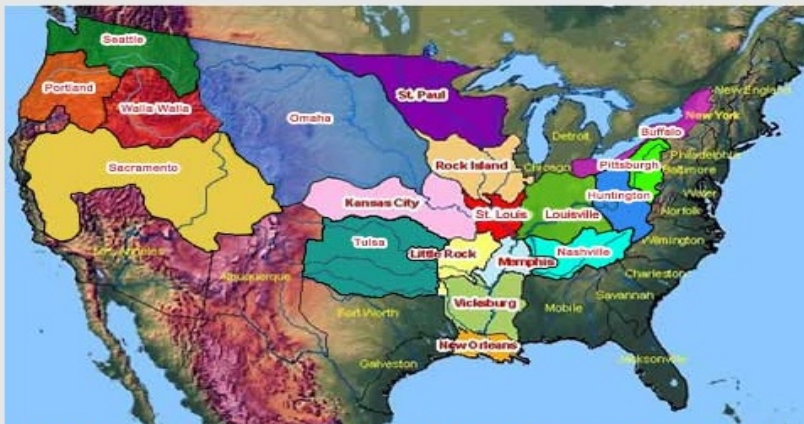 Seattle
Portland
Walla Walla
Omaha
St. Paul
Sacramento
Rock Island
Chicago
Detroit
Buffalo
New York
New England
Pittsburgh
Philadelphia
Baltimore
Kansas City
St. Louis
Louisville
Huntington
Norfolk
Tulsa
Little Rock
Memphis
Nashville
Wilmington
Los Angeles
Albuquerque
Charleston
Vicksburg
Mobile
Savannah
Fort Worth
New Orleans
Galveston
Jacksonville